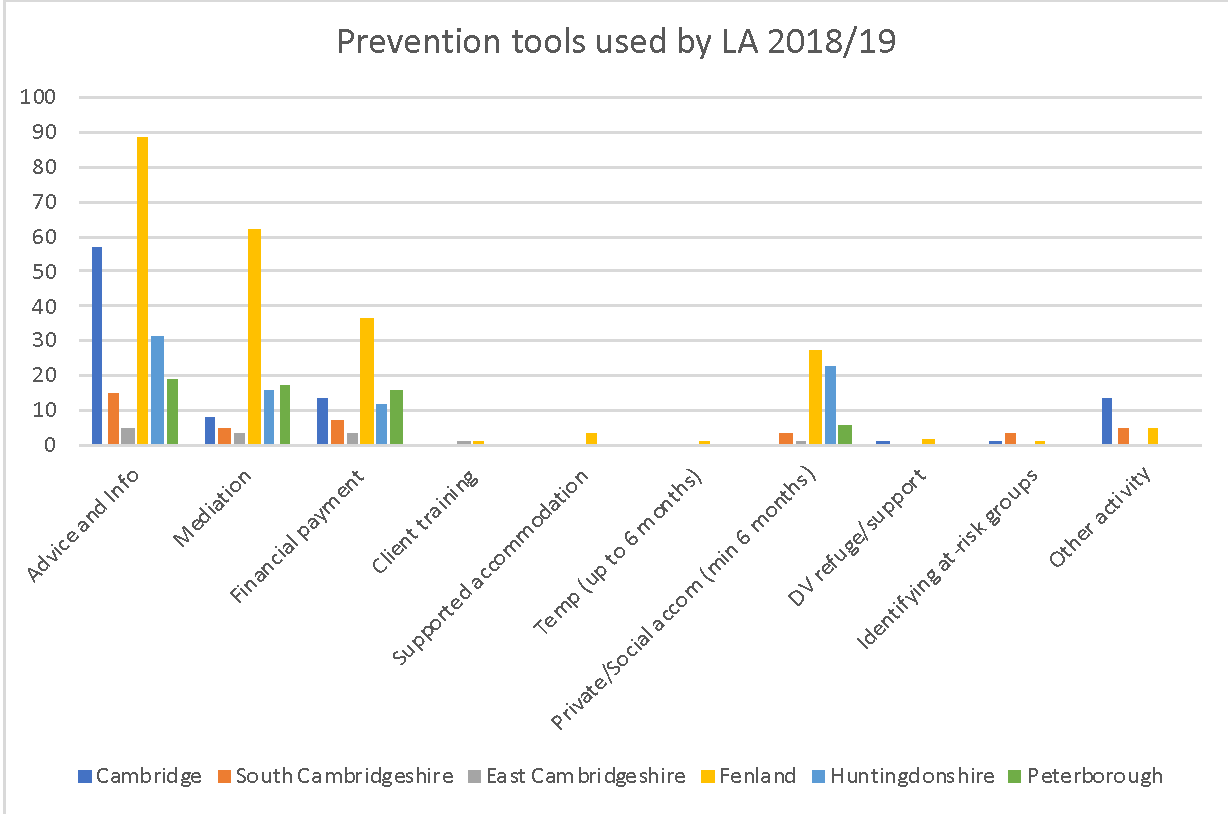 Prevention tools used by LA 2018/19
100
90
80
70
60
50
40
30
20
10
0
Advice and Info
Mediation
Financial payment
Client training
Supported accommodation
Temp (up to 6 months)
Private/Social accom (min 6 months)
DV refuge/support
Identifying at-risk groups
Other activity
Cambridge South Cambridgeshire East Cambridgeshire Fenland Huntingdonshire Peterborough